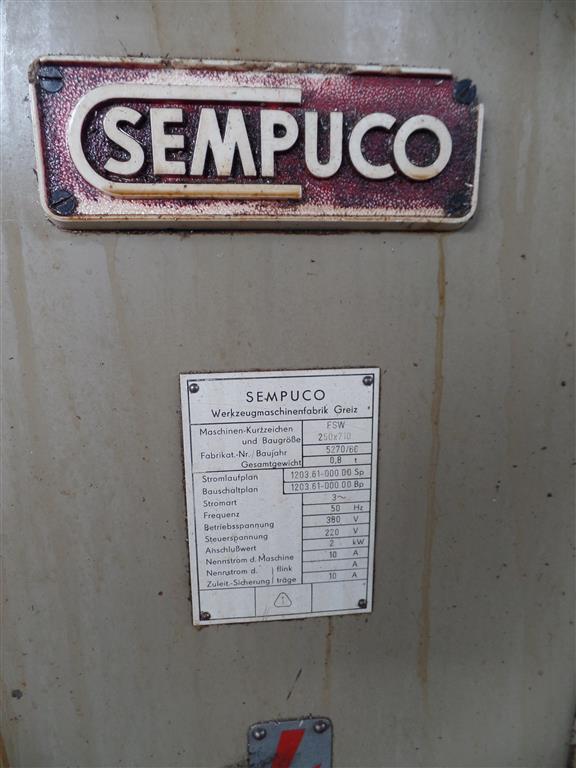 SEMPUCO
SEMPUCO
Werkzeugmaschinenfabrik Greiz
Maschinen-Kurzzeichen FSW
und Baugröße 250x710
Fabrikat.-Nr./Baujahr 5270/66
Gesamtgewicht 0,8 t
Stromlaufplan 1203.61-000.00 Sp
Bauschaltplan 1203.61-000.00 Bp
Stromart 3~
Frequenz 50 Hz
Betriebsspannung 380 V
Steuerspannung 220 V
Anschlußwert 2 kW
Nennstrom d. Maschine 10 A
Nennstrom d. flink A
Zuleit.-Sicherung träge 10 A